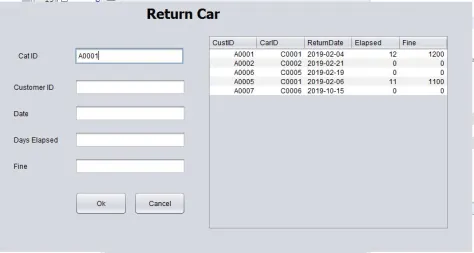 Return Car
Cat ID
A0001
Customer ID
Date
Days Elapsed
Fine
Ok Cancel
CustID CarID ReturnDate Elapsed Fine
A0001 C0001 2019-02-04 12 1200
A0002 C0002 2019-02-21 0 0
A0006 C0005 2019-02-19 0 0
A0005 C0001 2019-02-06 11 1100
A0007 C0006 2019-10-15 0 0